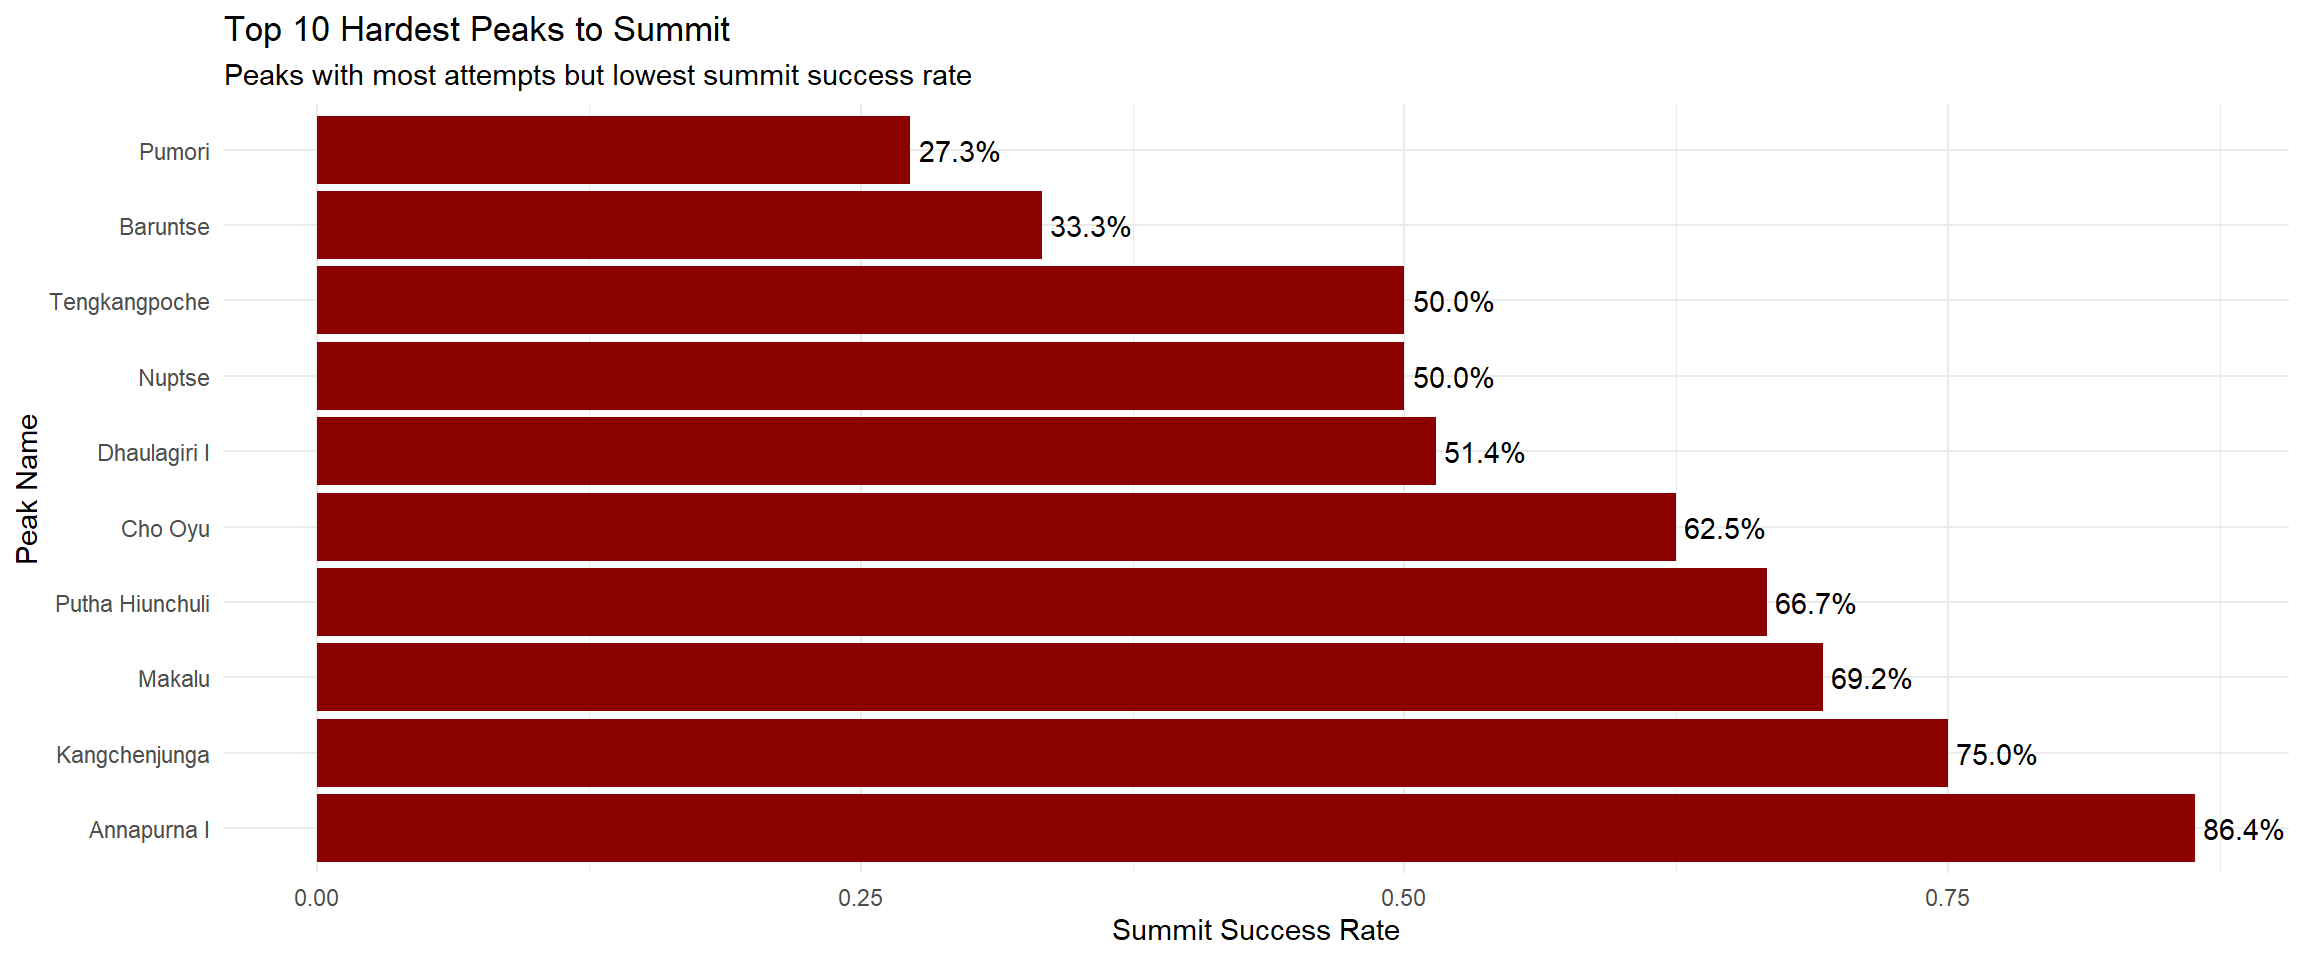 Top 10 Hardest Peaks to Summit
Peaks with most attempts but lowest summit success rate
Peak Name
Pumori 27.3%
Baruntse 33.3%
Tengkangpoche 50.0%
Nuptse 50.0%
Dhaulagiri I 51.4%
Cho Oyu 62.5%
Putha Hiunchuli 66.7%
Makalu 69.2%
Kangchenjunga 75.0%
Annapurna I 86.4%
0.00 0.25 0.50 0.75
Summit Success Rate